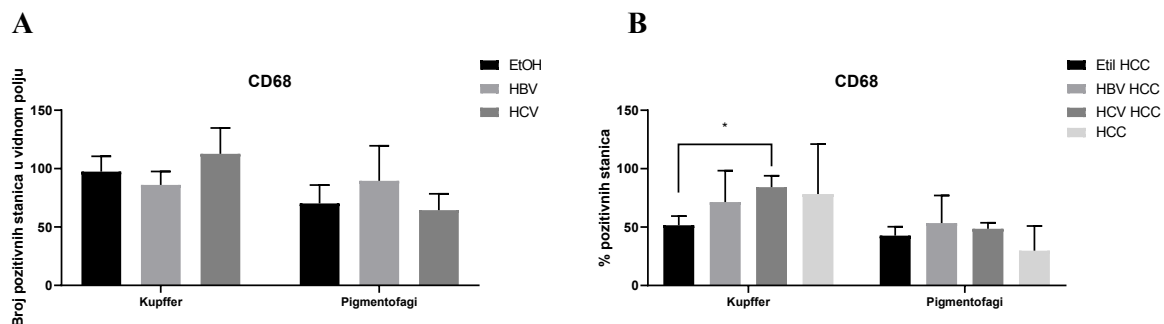 A
CD68
EtOH
HBV
HCV
Broj pozitivnih stanica u vidnom polju
150
100
50
0
Kupffer
Pigmentofagi
B
CD68
Etil HCC
HBV HCC
HCV HCC
HCC
% pozitivnih stanica
150
100
50
0
*
Kupffer
Pigmentofagi